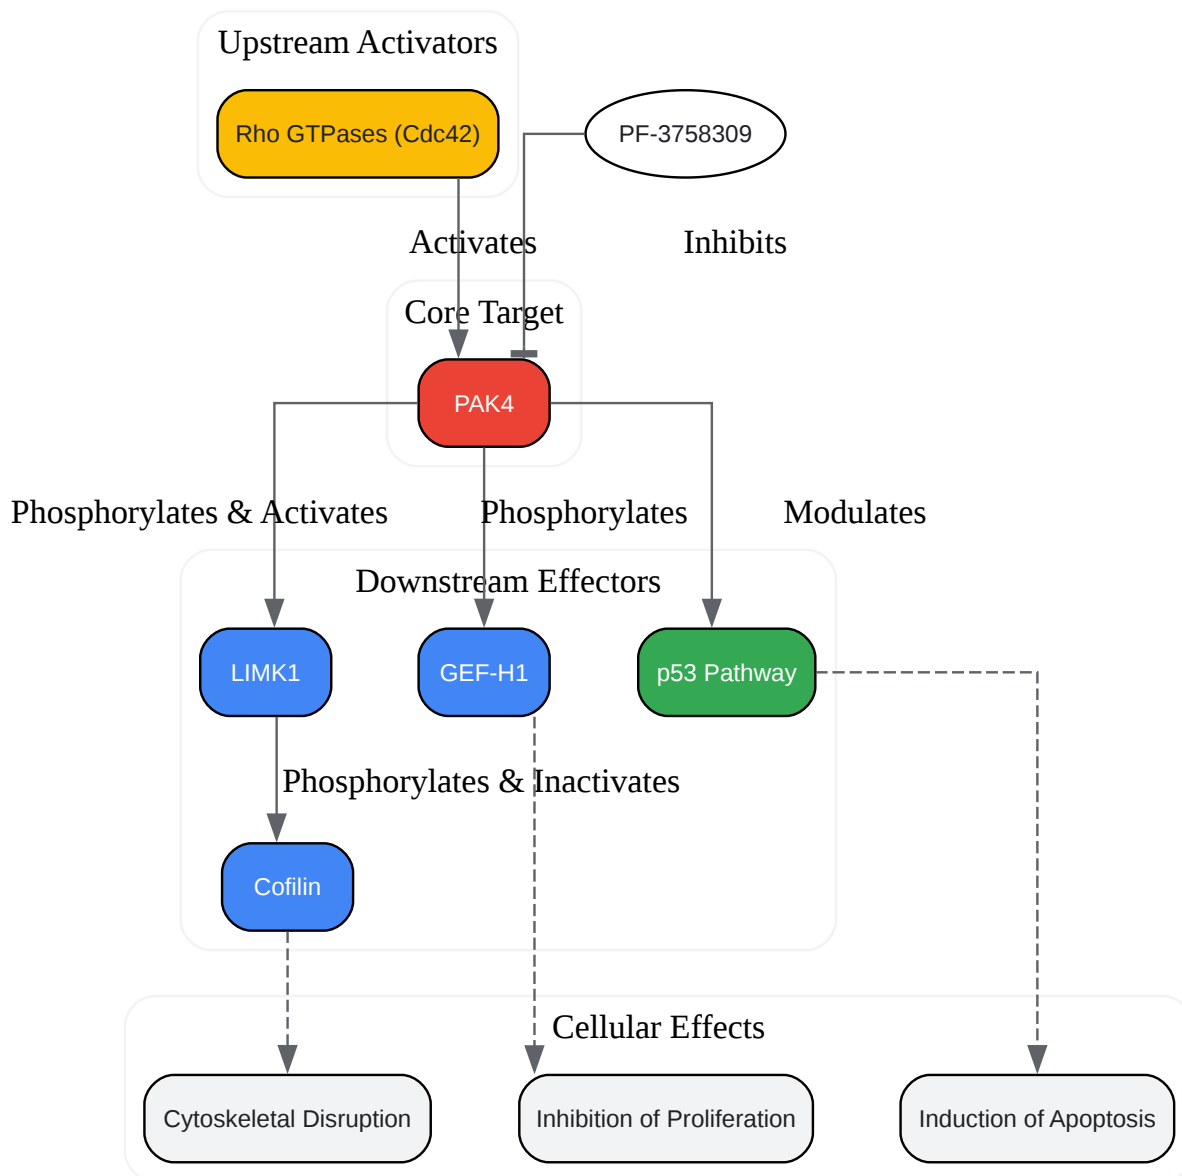 Upstream Activators
Rho GTPases (Cdc42)
PF-3758309
Activates
Inhibits
Core Target
PAK4
Phosphorylates & Activates
Phosphorylates
Modulates
Downstream Effectors
LIMK1
GEF-H1
p53 Pathway
Phosphorylates & Inactivates
Cofilin
Cellular Effects
Cytoskeletal Disruption
Inhibition of Proliferation
Induction of Apoptosis